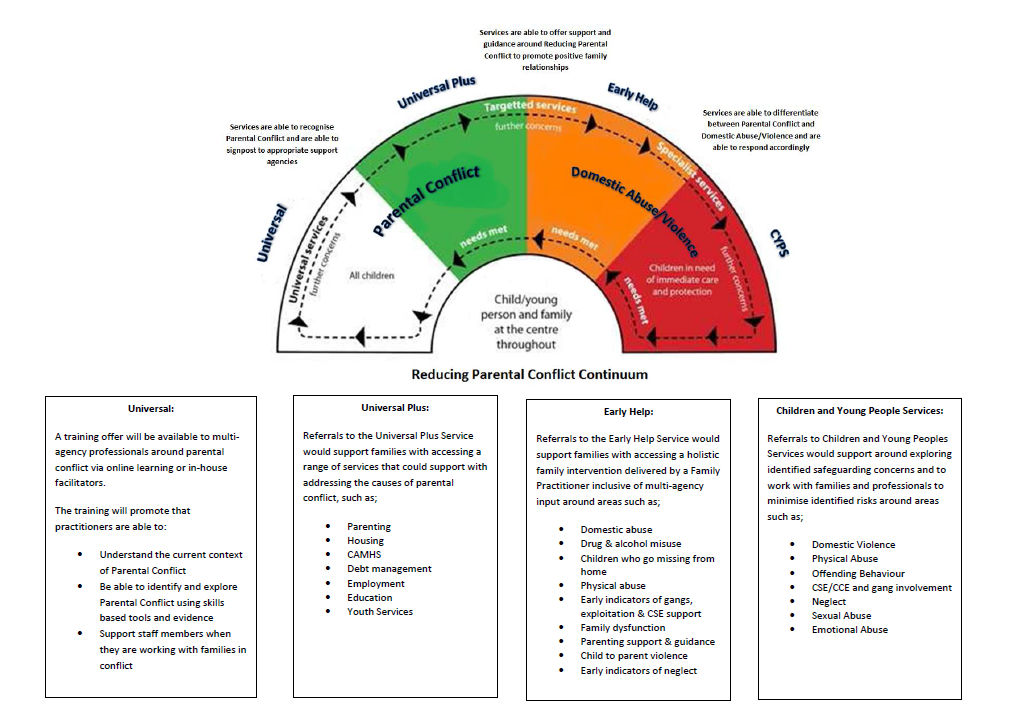 Services are able to offer support and
guidance around Reducing Parental
Conflict to promote positive family
relationships
Universal Plus
Early Help
Services are able to recognise
Parental Conflict and are able to
signpost to appropriate support
agencies
Services are able to differentiate
between Parental Conflict and
Domestic Abuse/Violence and are
able to respond accordingly
Universal
CYPS
Universal services
further concerns
Targetted services
further concerns
Specialist services
further concerns
Parental Conflict
Domestic Abuse/Violence
All children
needs met
needs met
needs met
Children in need
of immediate care
and protection
Child/young
person and family
at the centre
throughout
Reducing Parental Conflict Continuum
Universal:
A training offer will be available to multi-
agency professionals around parental
conflict via online learning or in-house
facilitators.
The training will promote that
practitioners are able to:
• Understand the current context
of Parental Conflict
• Be able to identify and explore
Parental Conflict using skills
based tools and evidence
• Support staff members when
they are working with families in
conflict
Universal Plus:
Referrals to the Universal Plus Service
would support families with accessing a
range of services that could support with
addressing the causes of parental
conflict, such as;
• Parenting
• Housing
• CAMHS
• Debt management
• Employment
• Education
• Youth Services
Early Help:
Referrals to the Early Help Service would
support families with accessing a holistic
family intervention delivered by a Family
Practitioner inclusive of multi-agency
input around areas such as;
• Domestic abuse
• Drug & alcohol misuse
• Children who go missing from
home
• Physical abuse
• Early indicators of gangs,
exploitation & CSE support
• Family dysfunction
• Parenting support & guidance
• Child to parent violence
• Early indicators of neglect
Children and Young People Services:
Referrals to Children and Young Peoples
Services would support around exploring
identified safeguarding concerns and to
work with families and professionals to
minimise identified risks around areas
such as;
• Domestic Violence
• Physical Abuse
• Offending Behaviour
• CSE/CCE and gang involvement
• Neglect
• Sexual Abuse
• Emotional Abuse